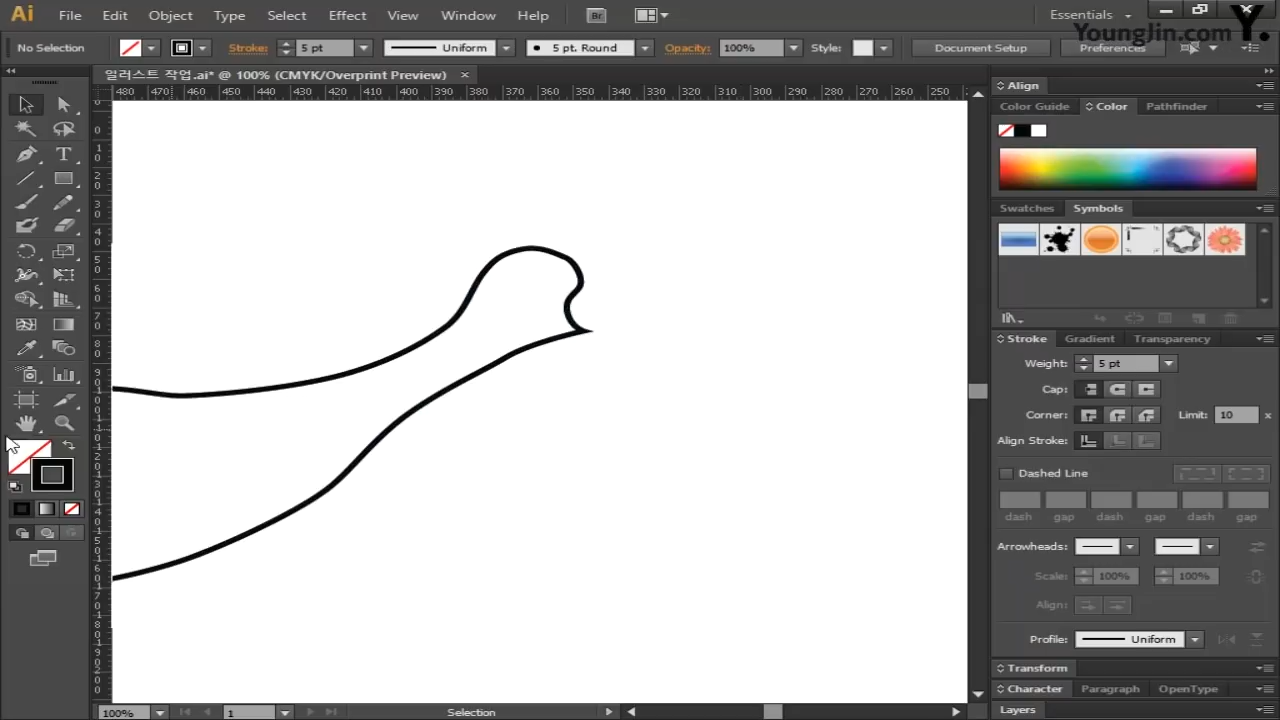 Ai File Edit Object Type Select Effect View Window Help Br Essentials
YoungJin.com Y.
No Selection Stroke: 5 pt Uniform 5 pt. Round Opacity: 100% Style: Document Setup Preferences
일러스트 작업.ai* @ 100% (CMYK/Overprint Preview) ×
480 470 460 450 440 430 420 410 400 390 380 370 360 350 340 330 320 310 300 290 280 270 260 250
Align
Color Guide Color Pathfinder
Swatches Symbols
Stroke Gradient Transparency
Weight: 5 pt
Cap:
Corner: Limit: 10 x
Align Stroke:
Dashed Line
dash gap dash gap dash gap
Arrowheads:
Scale: 100% 100%
Align:
Profile: Uniform
Transform
Character Paragraph OpenType
Layers
100% 1 Selection